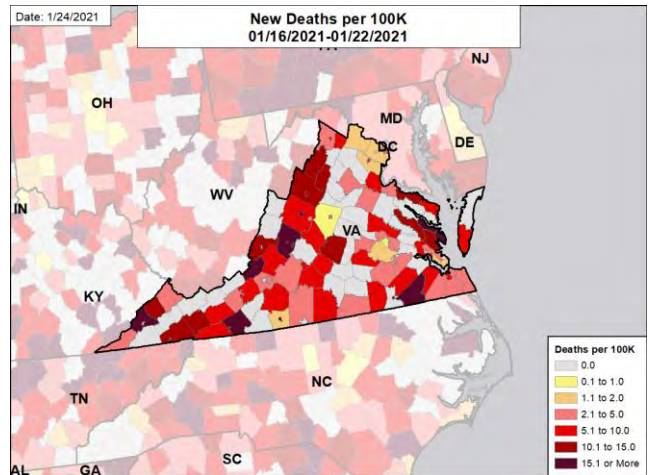 Date: 1/24/2021
New Deaths per 100K
01/16/2021-01/22/2021
NJ
OH
MD
DC
DE
WV
IN
VA
KY
Deaths per 100K
0.0
0.1 to 1.0
1.1 to 2.0
2.1 to 5.0
5.1 to 10.0
10.1 to 15.0
15.1 or More
TN
NC
SC
AL
GA